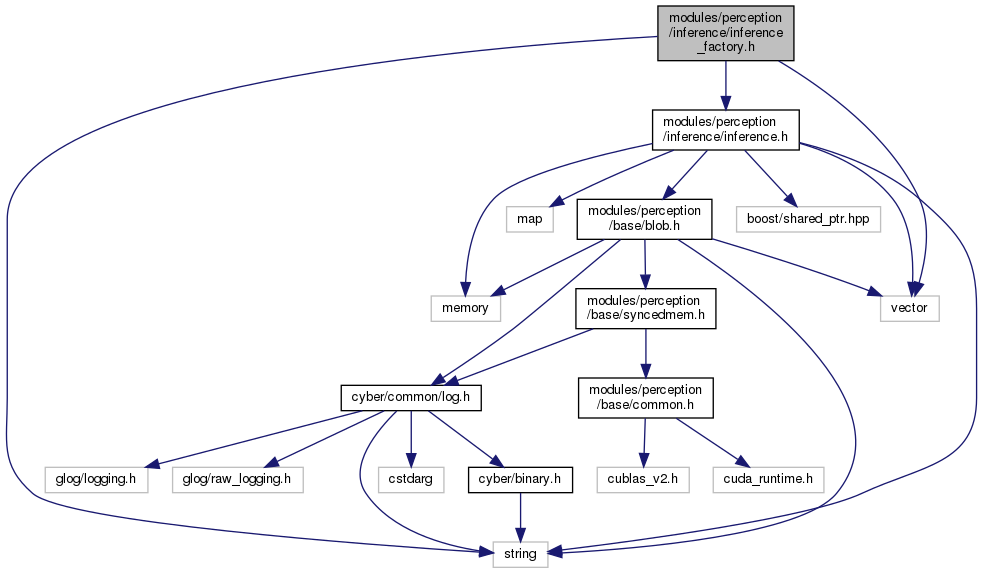 modules/perception
/inference/inference
_factory.h
modules/perception
/inference/inference.h
map
modules/perception
/base/blob.h
boost/shared_ptr.hpp
memory
modules/perception
/base/syncedmem.h
vector
cyber/common/log.h
modules/perception
/base/common.h
glog/logging.h
glog/raw_logging.h
cstdarg
cyber/binary.h
cublas_v2.h
cuda_runtime.h
string